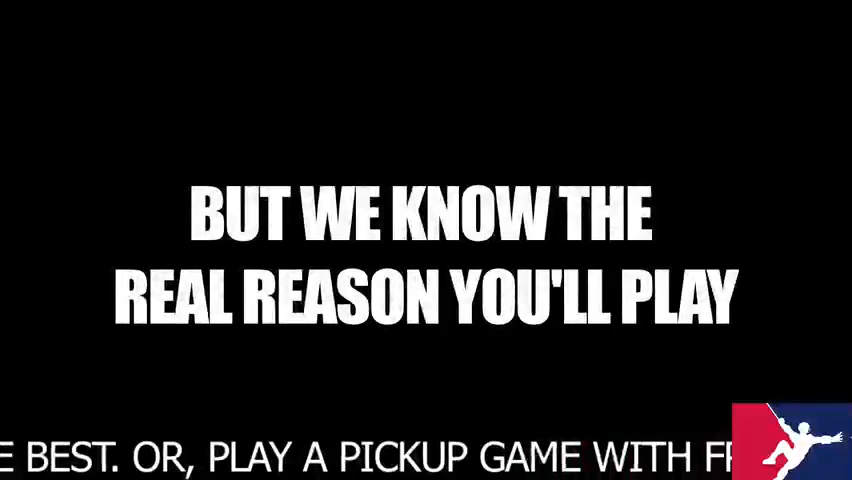 BUT WE KNOW THE
REAL REASON YOU'LL PLAY
BEST. OR, PLAY A PICKUP GAME WITH